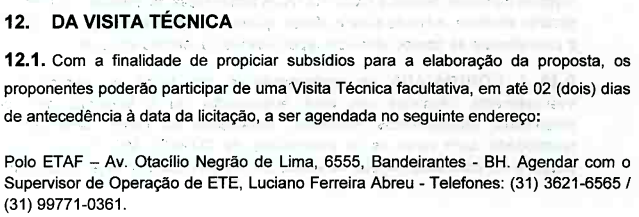 12. DA VISITA TÉCNICA
12.1. Com a finalidade de propiciar subsídios para a elaboração da proposta, os
proponentes poderão participar de uma Visita Técnica facultativa, em até 02 (dois) dias
de antecedência à data da licitação, a ser agendada no seguinte endereço:
Polo ETAF – Av. Otacílio Negrão de Lima, 6555, Bandeirantes - BH. Agendar com o
Supervisor de Operação de ETE, Luciano Ferreira Abreu - Telefones: (31) 3621-6565 /
(31) 99771-0361.